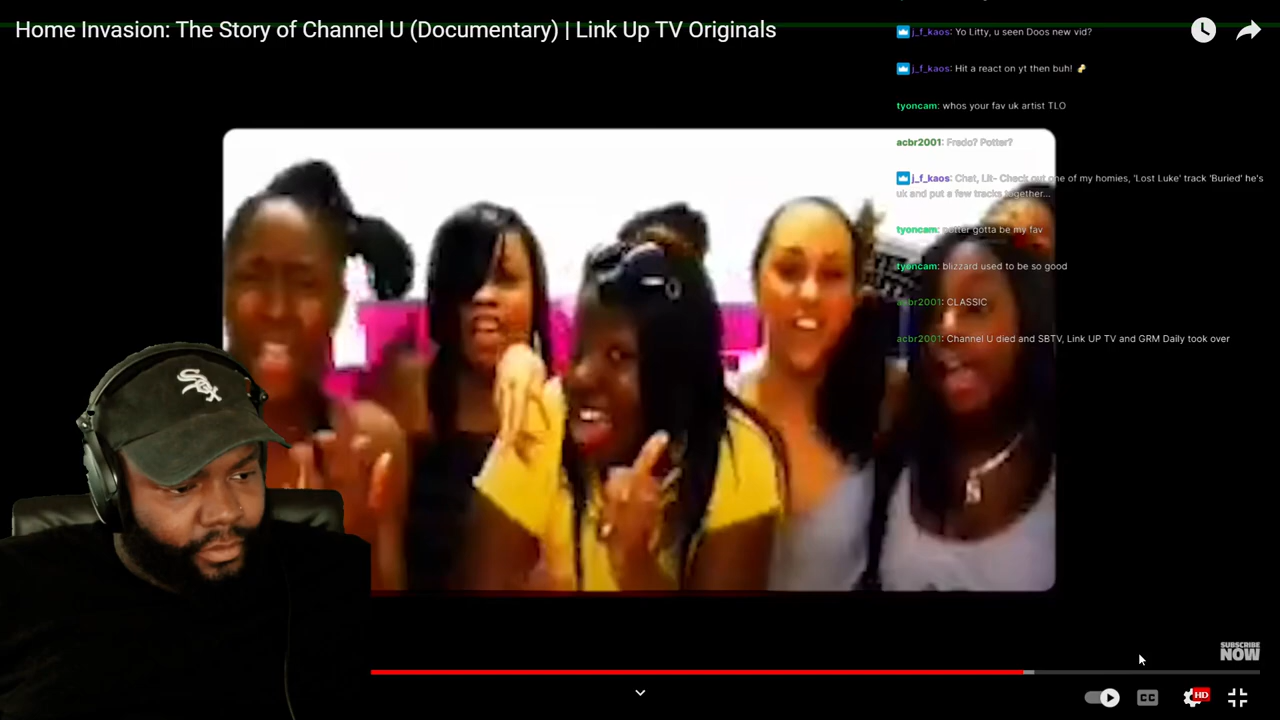 Home Invasion: The Story of Channel U (Documentary) | Link Up TV Originals
j_f_kaos: Yo Litty, u seen Doos new vid?
j_f_kaos: Hit a react on yt then buh!
tyoncam: whos your fav uk artist TLO
acbr2001: Fredo? Potter?
j_f_kaos: Chat, Lit- Check out one of my homies, 'Lost Luke' track 'Buried' he's
uk and put a few tracks together...
tyoncam: potter gotta be my fav
tyoncam: blizzard used to be so good
acbr2001: CLASSIC
acbr2001: Channel U died and SBTV, Link UP TV and GRM Daily took over
SOX
SUBSCRIBE
NOW
CC
HD